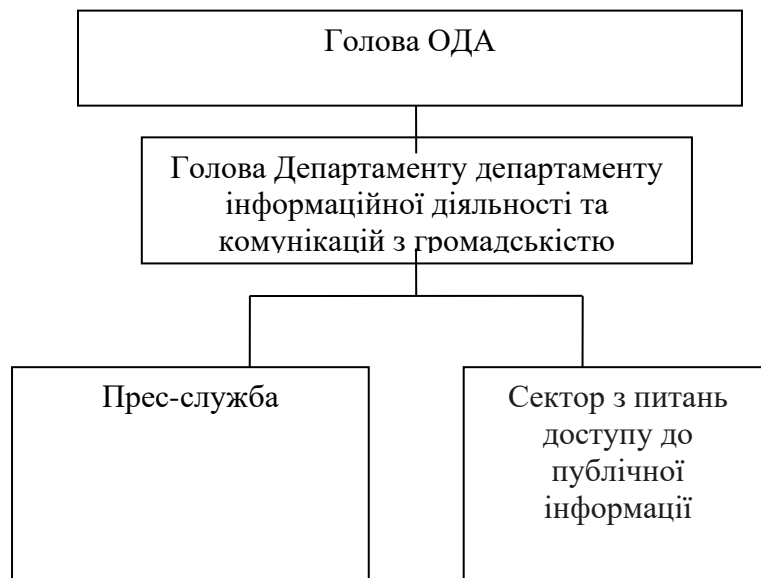 Голова ОДА
Голова Департаменту департаменту
інформаційної діяльності та
комунікацій з громадськістю
Прес-служба
Сектор з питань
доступу до
публічної
інформації